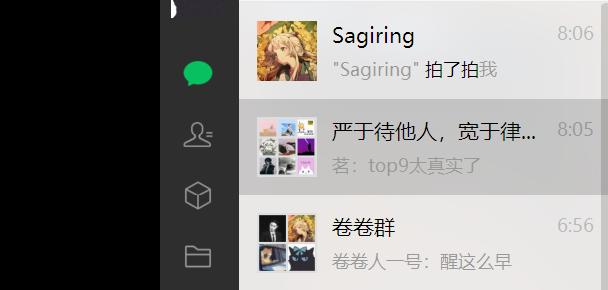 Sagiring
8:06
"Sagiring" 拍了拍我
严于待他人，宽于律...
8:05
茗：top9太真实了
卷卷群
6:56
卷卷人一号：醒这么早